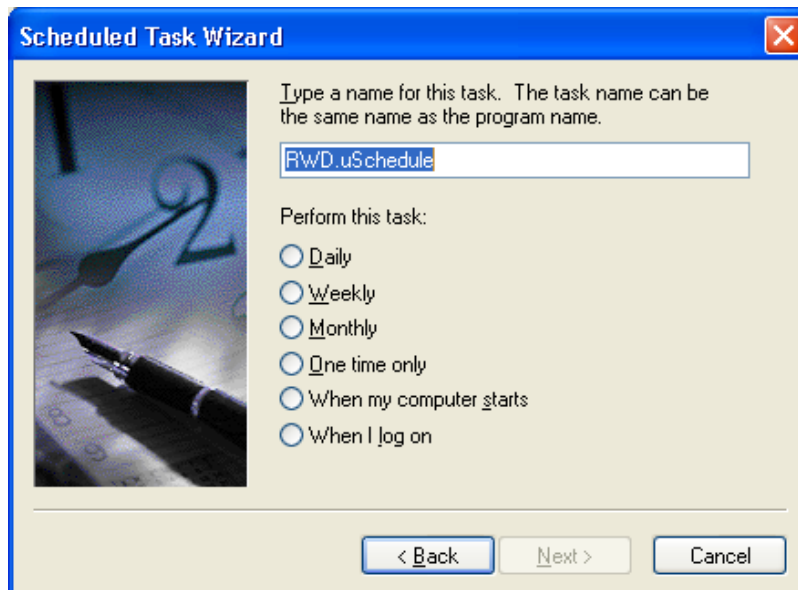 Scheduled Task Wizard
Type a name for this task. The task name can be
the same name as the program name.
RWD.uSchedule
Perform this task:
Daily
Weekly
Monthly
One time only
When my computer starts
When I log on
< Back
Next >
Cancel